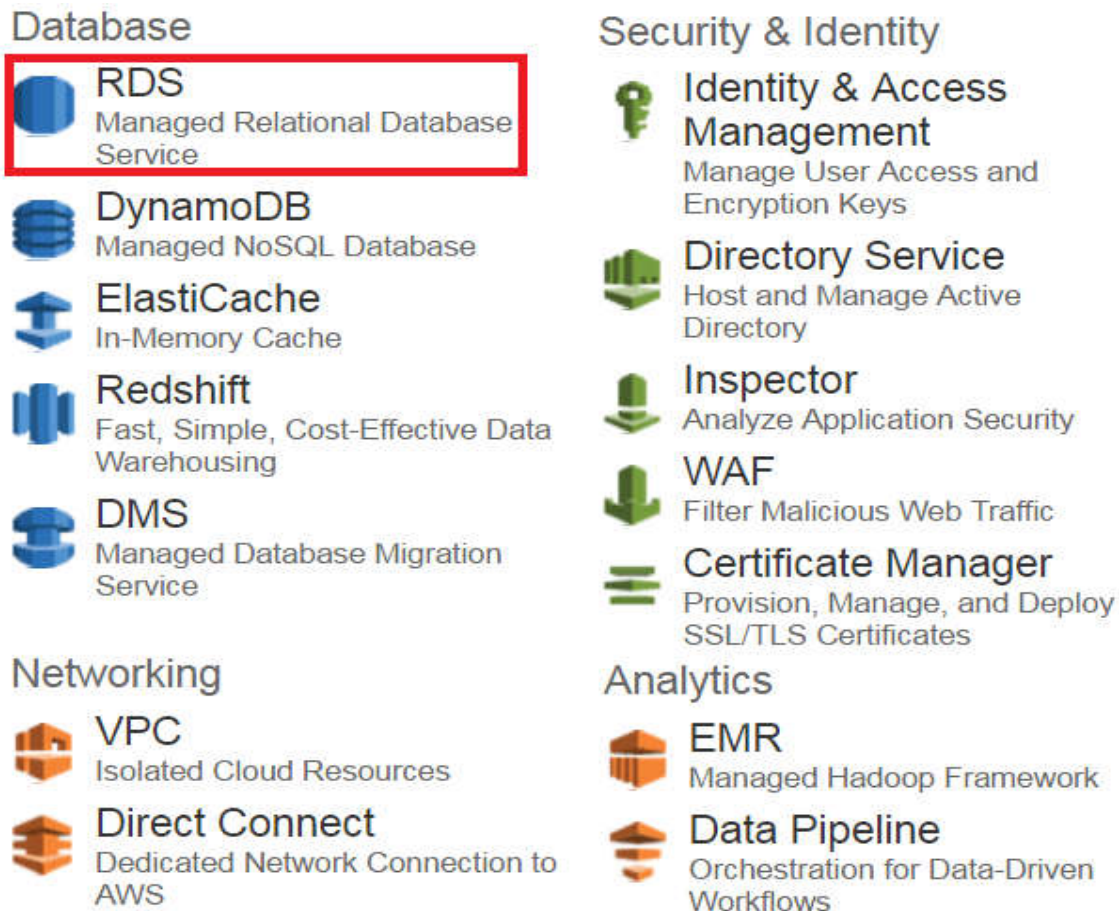 Database
RDS
Managed Relational Database
Service
DynamoDB
Managed NoSQL Database
ElastiCache
In-Memory Cache
Redshift
Fast, Simple, Cost-Effective Data
Warehousing
DMS
Managed Database Migration
Service
Networking
VPC
Isolated Cloud Resources
Direct Connect
Dedicated Network Connection to
AWS
Security & Identity
Identity & Access
Management
Manage User Access and
Encryption Keys
Directory Service
Host and Manage Active
Directory
Inspector
Analyze Application Security
WAF
Filter Malicious Web Traffic
Certificate Manager
Provision, Manage, and Deploy
SSL/TLS Certificates
Analytics
EMR
Managed Hadoop Framework
Data Pipeline
Orchestration for Data-Driven
Workflows